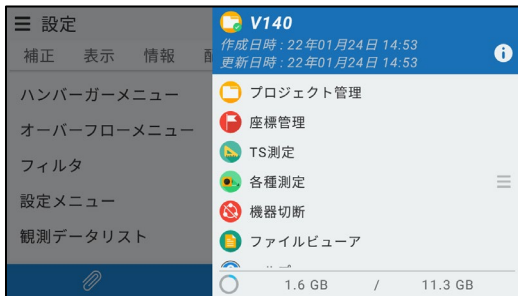 設定
補正 表示 情報
ハンバーガーメニュー
オーバーフローメニュー
フィルタ
設定メニュー
観測データリスト
V140
作成日時 : 22年01月24日 14:53
更新日時 : 22年01月24日 14:53
プロジェクト管理
座標管理
TS測定
各種測定
機器切断
ファイルビューア
1.6 GB / 11.3 GB